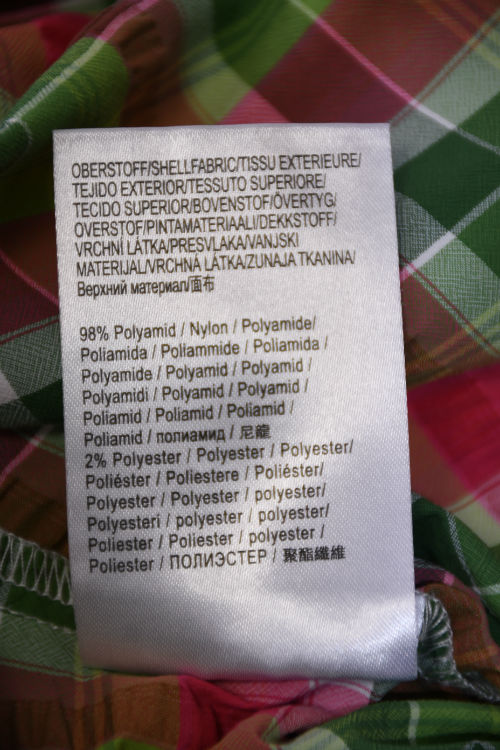 OBERSTOFF/SHELLFABRIC/TISSU EXTERIEURE/
TEJIDO EXTERIOR/TESSUTO SUPERIORE/
TECIDO SUPERIOR/BOVENSTOF/ÖVERTYG/
OVERSTOF/PINTAMATERIAALI/DEKKSTOFF/
VRCHNÍ LÁTKA/PRESVLAKA/VANJSKI
MATERIJAL/VRCHNÁ LÁTKA/ZUNAJA TKANINA/
Верхний материал/面布
98% Polyamid / Nylon / Polyamide/
Poliamida / Poliammide / Poliamida /
Polyamide / Polyamid / Polyamid /
Polyamidi / Polyamid / Polyamid /
Poliamid / Poliamid / Poliamid /
Poliamid / полиамид / 尼龍
2% Polyester / Polyester / Polyester/
Poliéster / Poliestere / Poliéster/
Polyester / Polyester / polyester/
Polyesteri / polyester / polyester/
Poliester / Poliester / polyester /
Poliester / ПОЛИЭСТЕР / 聚酯纖維